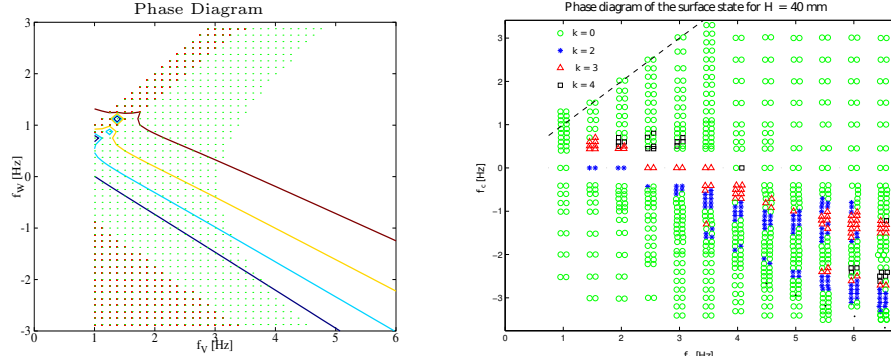 Phase Diagram
3
2
1
0
-1
-2
-3
0 1 2 3 4 5 6
f_V [Hz]
f_W [Hz]
Phase diagram of the surface state for H = 40 mm
k = 0
k = 2
k = 3
k = 4
3
2
1
0
-1
-2
-3
f_c [Hz]
0 1 2 3 4 5 6
[Hz]